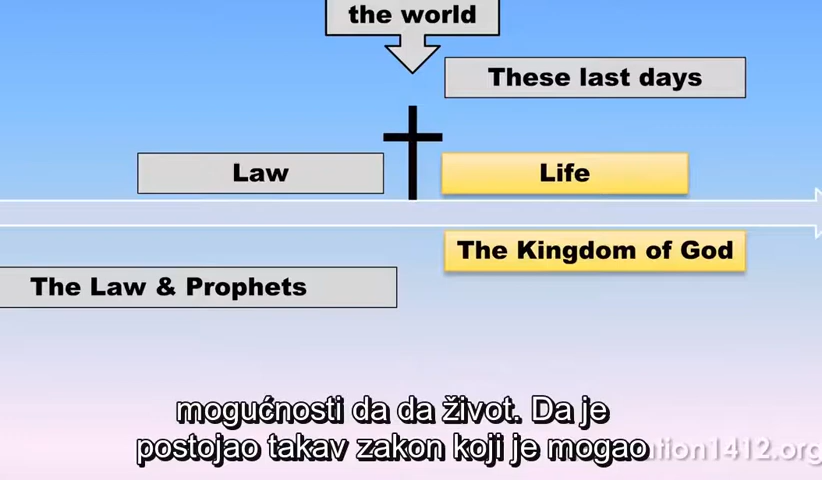 the world
These last days
Law
Life
The Kingdom of God
The Law & Prophets
mogućnosti da da život. Da je
postojao takav zakon koji je mogao